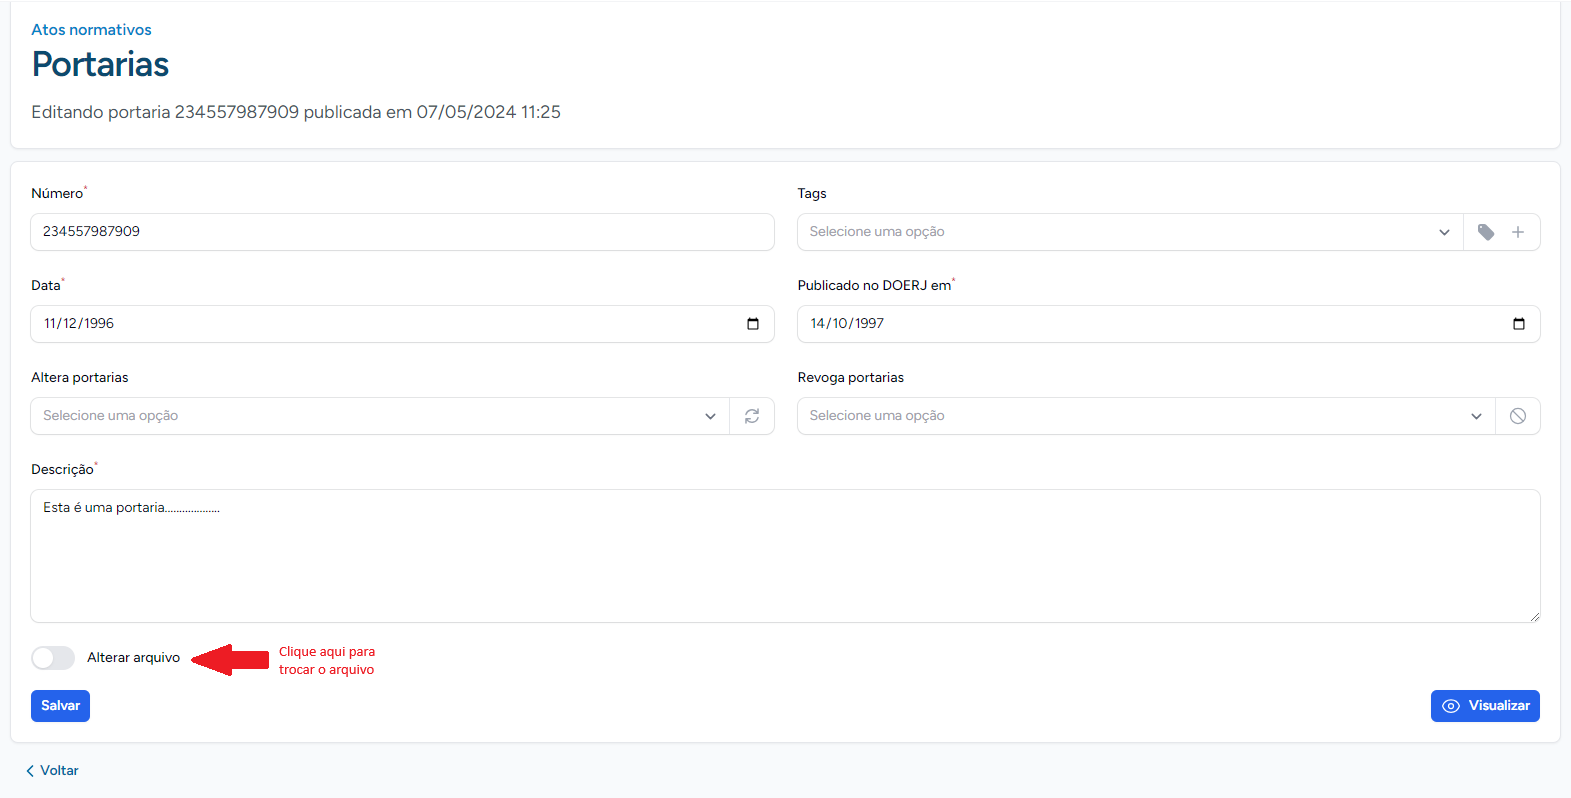 Atos normativos
Portarias
Editando portaria 234557987909 publicada em 07/05/2024 11:25
Número*
234557987909
Tags
Selecione uma opção
Data*
11/12/1996
Publicado no DOERJ em*
14/10/1997
Altera portarias
Selecione uma opção
Revoga portarias
Selecione uma opção
Descrição*
Esta é uma portaria...................
Alterar arquivo
Clique aqui para
trocar o arquivo
Salvar
Visualizar
Voltar